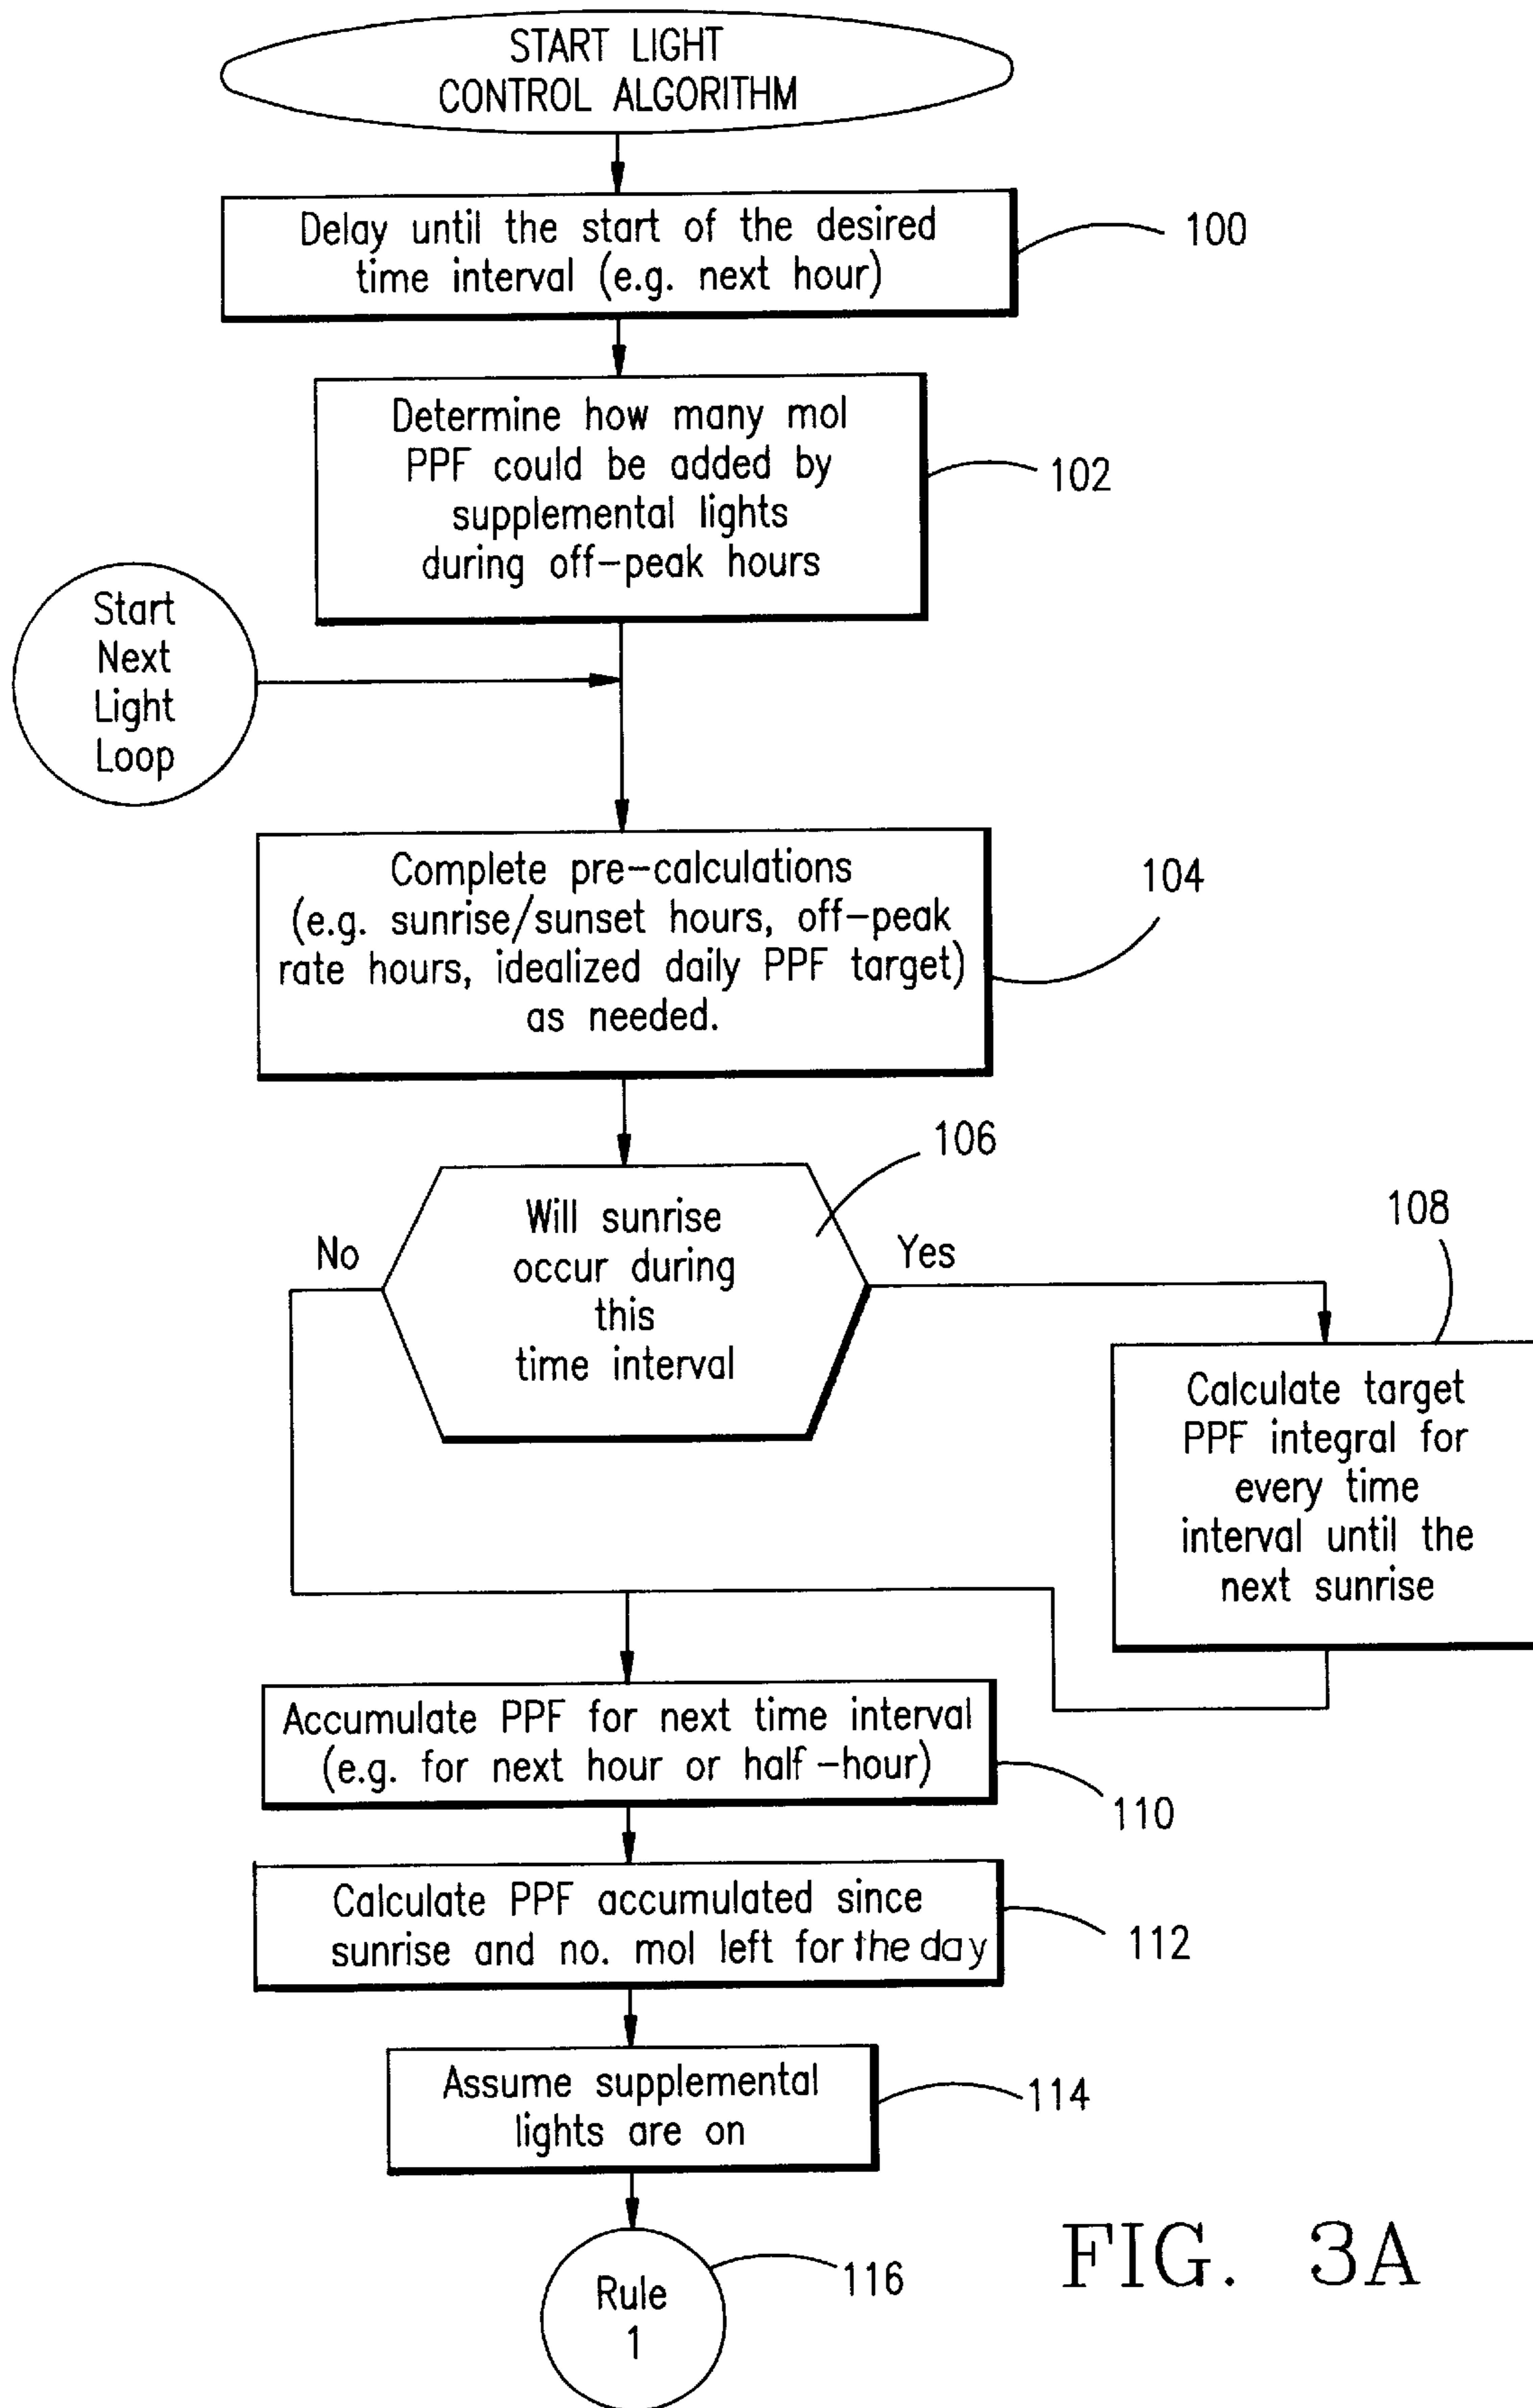 START LIGHT
CONTROL ALGORITHM
Delay until the start of the desired
time interval (e.g. next hour)
100
Determine how many mol
PPF could be added by
supplemental lights
during off-peak hours
102
Start
Next
Light
Loop
Complete pre-calculations
(e.g. sunrise/sunset hours, off-peak
rate hours, idealized daily PPF target)
as needed.
104
Will sunrise
occur during
this
time interval
106
No
Yes
108
Calculate target
PPF integral for
every time
interval until the
next sunrise
Accumulate PPF for next time interval
(e.g. for next hour or half-hour)
110
Calculate PPF accumulated since
sunrise and no. mol left for the day
112
Assume supplemental
lights are on
114
Rule
1
116
FIG. 3A